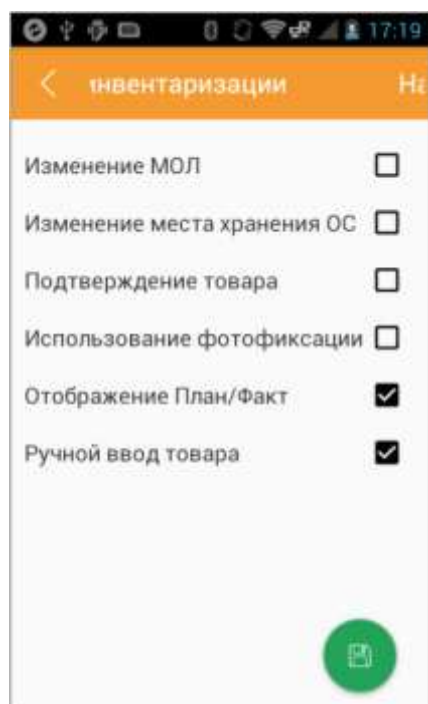 17:19
инвентаризации На
Изменение МОЛ
Изменение места хранения ОС
Подтверждение товара
Использование фотофиксации
Отображение План/Факт
Ручной ввод товара